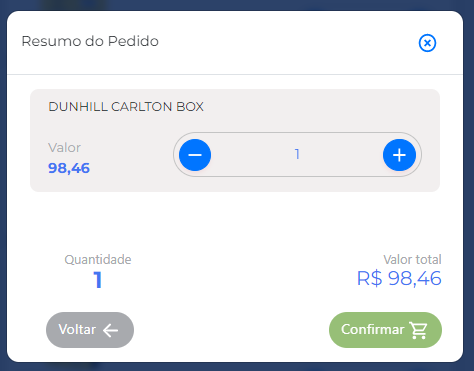 Resumo do Pedido
DUNHILL CARLTON BOX
Valor
98,46
1
Quantidade
1
Valor total
R$ 98,46
Voltar
Confirmar